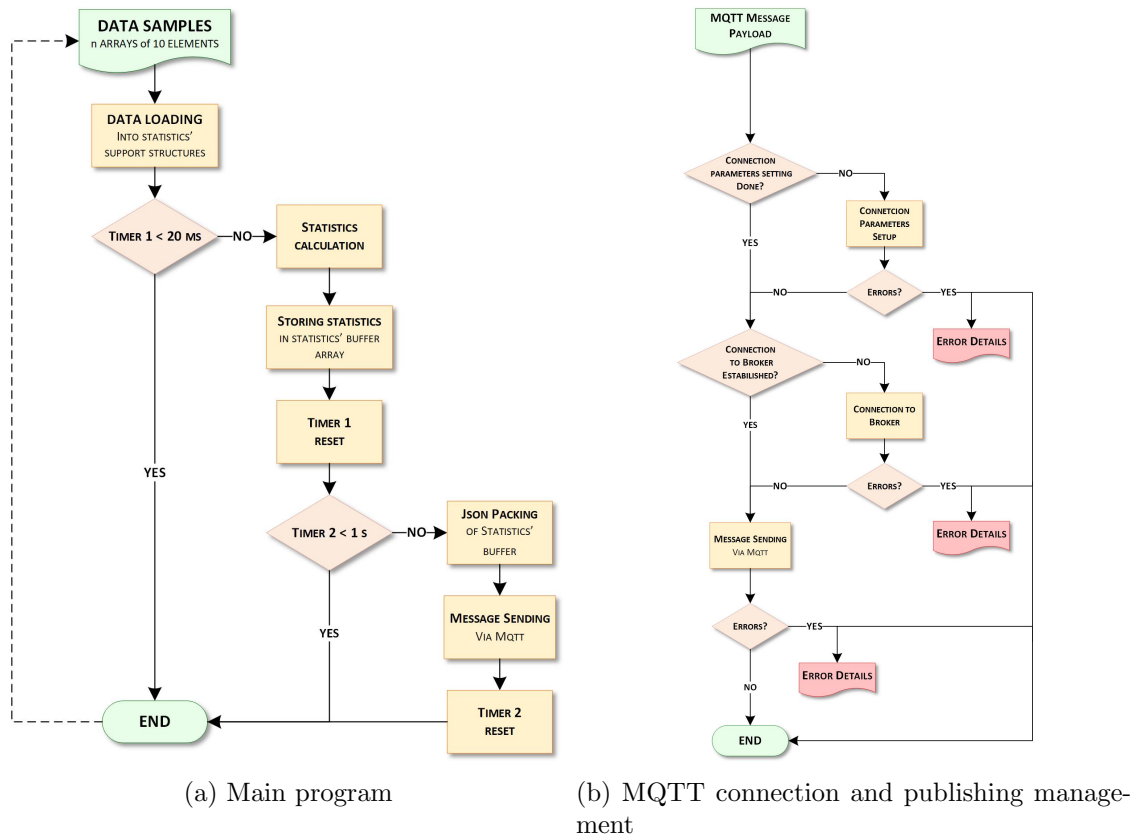 DATA SAMPLES
n ARRAYS of 10 ELEMENTS
DATA LOADING
INTO STATISTICS'
SUPPORT STRUCTURES
TIMER 1 < 20 MS
NO
STATISTICS
CALCULATION
STORING STATISTICS
IN STATISTICS' BUFFER
ARRAY
TIMER 1
RESET
YES
TIMER 2 < 1 S
NO
JSON PACKING
OF STATISTICS'
BUFFER
MESSAGE SENDING
VIA MQTT
YES
TIMER 2
RESET
END
(a) Main program
MQTT MESSAGE
PAYLOAD
CONNECTION
PARAMETERS SETTING
DONE?
NO
CONNETCION
PARAMETERS
SETUP
YES
ERRORS?
NO
YES
ERROR DETAILS
CONNECTION
TO BROKER
ESTABILISHED?
NO
CONNECTION TO
BROKER
YES
ERRORS?
NO
YES
ERROR DETAILS
MESSAGE SENDING
VIA MQTT
ERRORS?
YES
ERROR DETAILS
NO
END
(b) MQTT connection and publishing manage-
ment